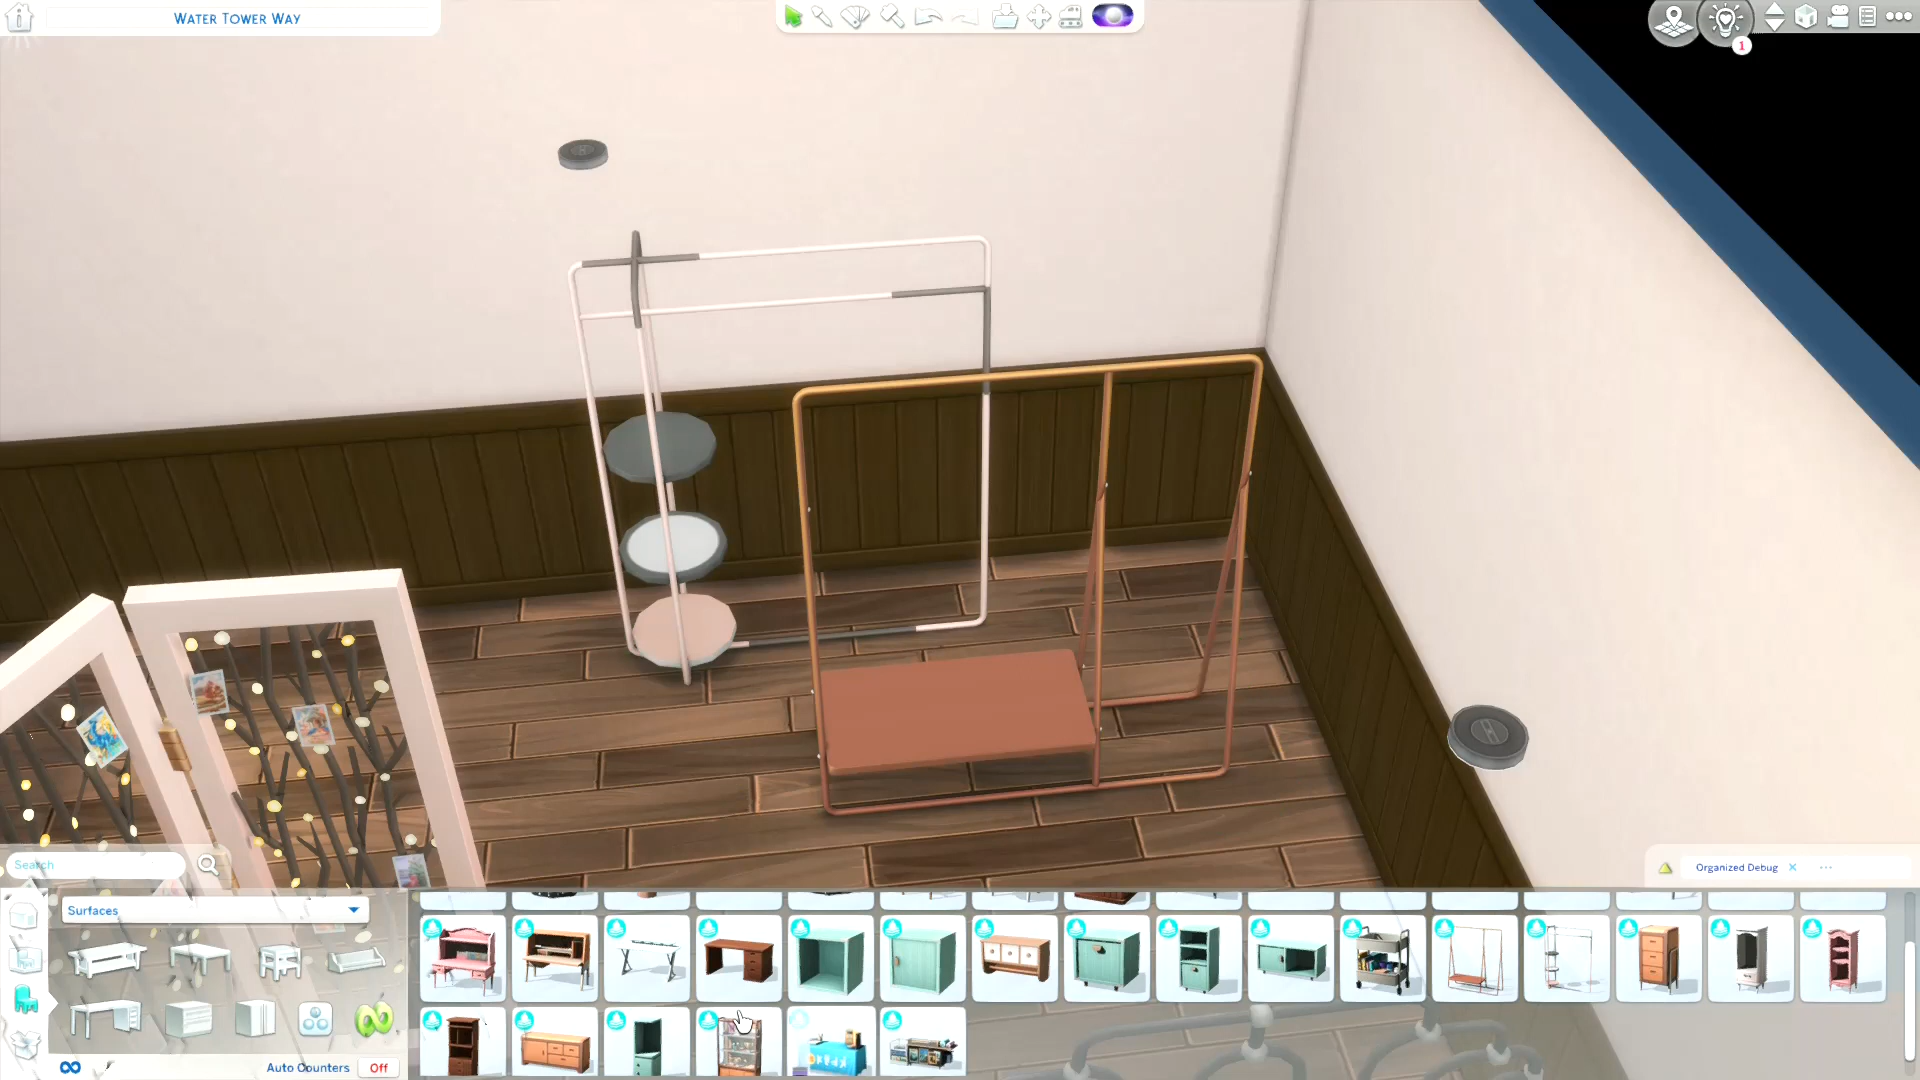 WATER TOWER WAY
1
Search
Organized Debug
Surfaces
Auto Counters
Off